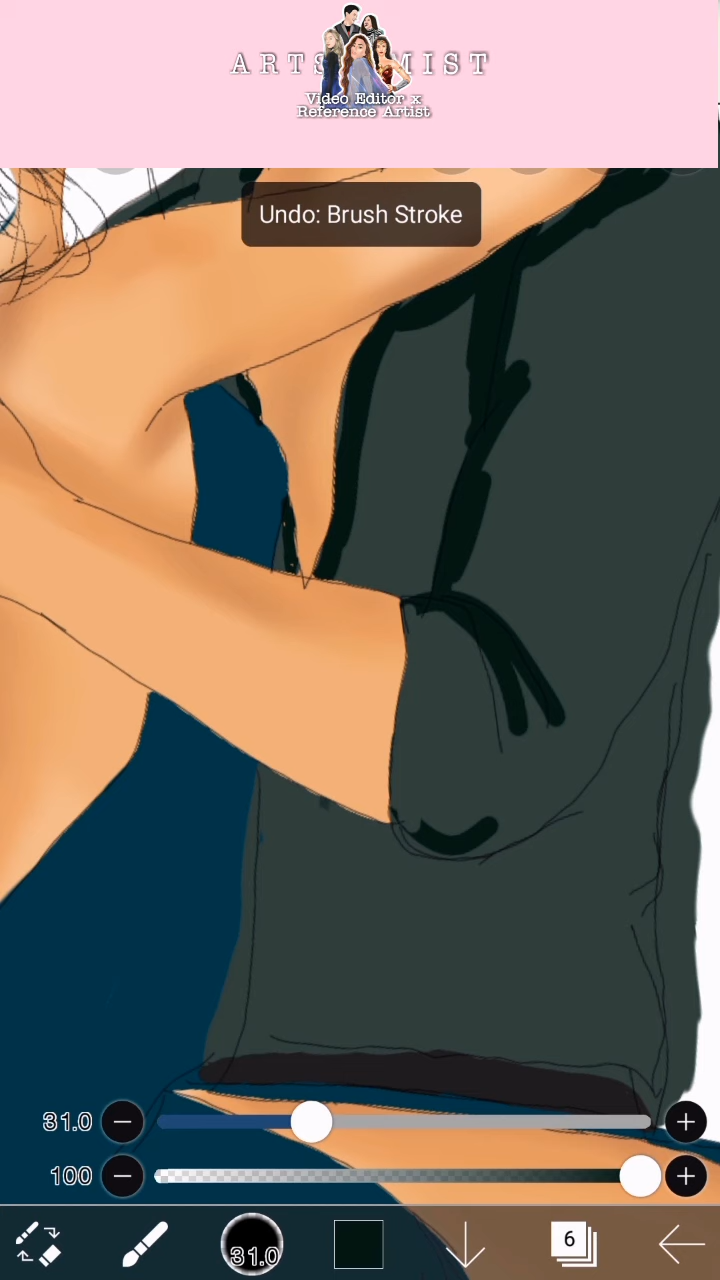 ARTS MIST
Video Editor x
Reference Artist
Undo: Brush Stroke
31.0
100
31.0
6